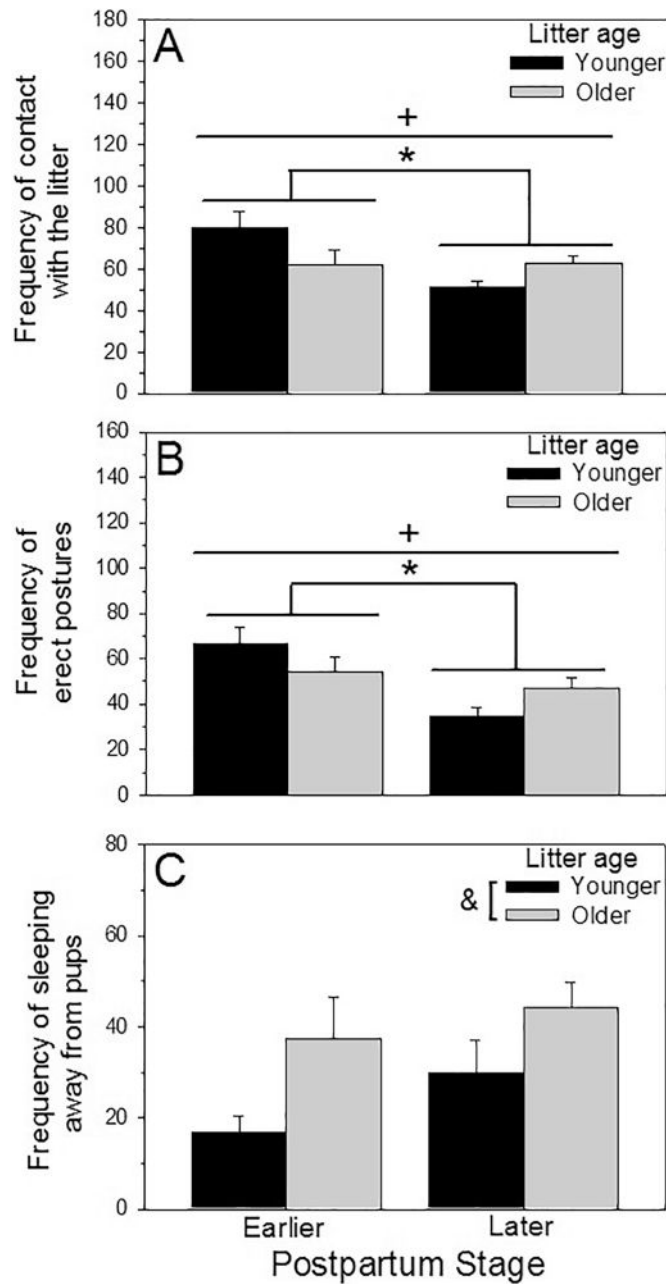 A
Litter age
Younger
Older
Frequency of contact
with the litter
180
160
140
120
100
80
60
40
20
0
+
*
B
Litter age
Younger
Older
Frequency of
erect postures
160
140
120
100
80
60
40
20
0
+
*
C
Litter age
& [ Younger
Older
Frequency of sleeping
away from pups
80
60
40
20
0
Earlier Later
Postpartum Stage